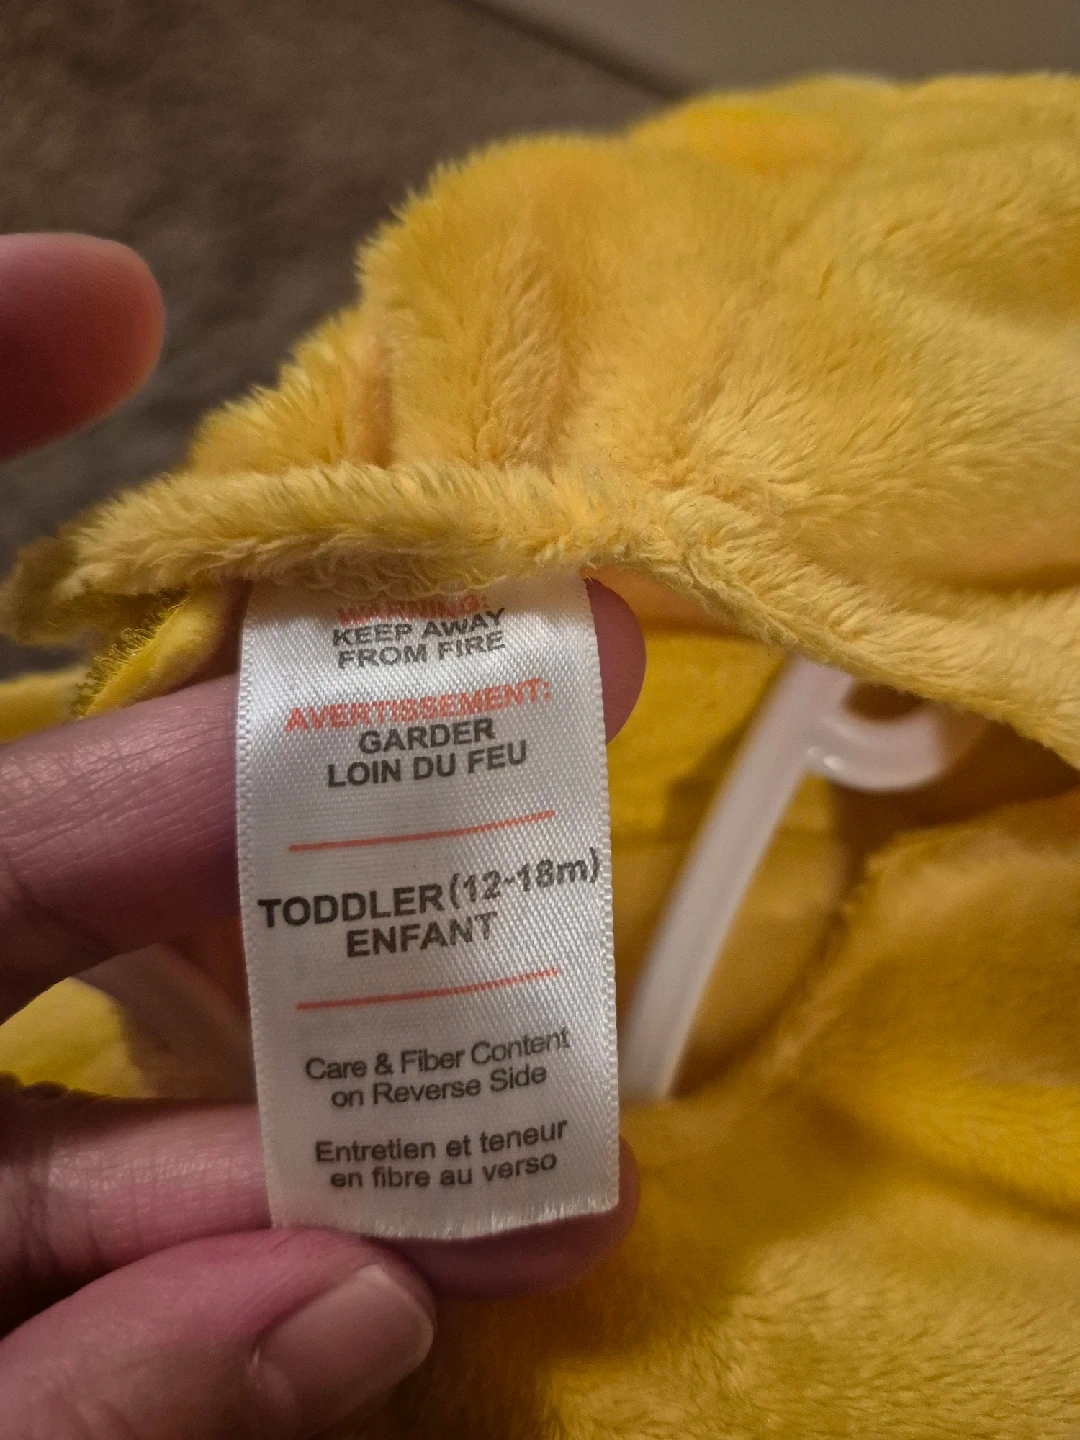 WARNING:
KEEP AWAY
FROM FIRE
AVERTISSEMENT:
GARDER
LOIN DU FEU
TODDLER(12-18m)
ENFANT
Care & Fiber Content
on Reverse Side
Entretien et teneur
en fibre au verso